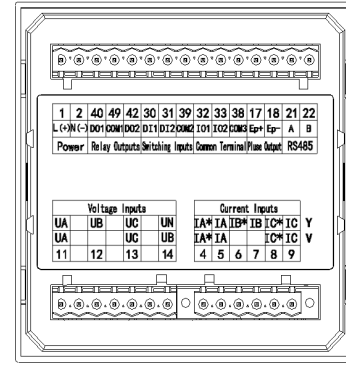 1 2 40 49 42 30 31 39 32 33 38 17 18 21 22
L(+) N(-) DO1 COM1 DO2 DI1 DI2 COM2 IO1 IO2 COM3 Ep+ Ep- A B
Power Relay Outputs Switching Inputs Common Terminal Pluse Output RS485
Voltage Inputs Current Inputs
UA UB UC UN IA* IA IB* IB IC* IC Y
UA UC UB IA* IA IC* IC V
11 12 13 14 4 5 6 7 8 9